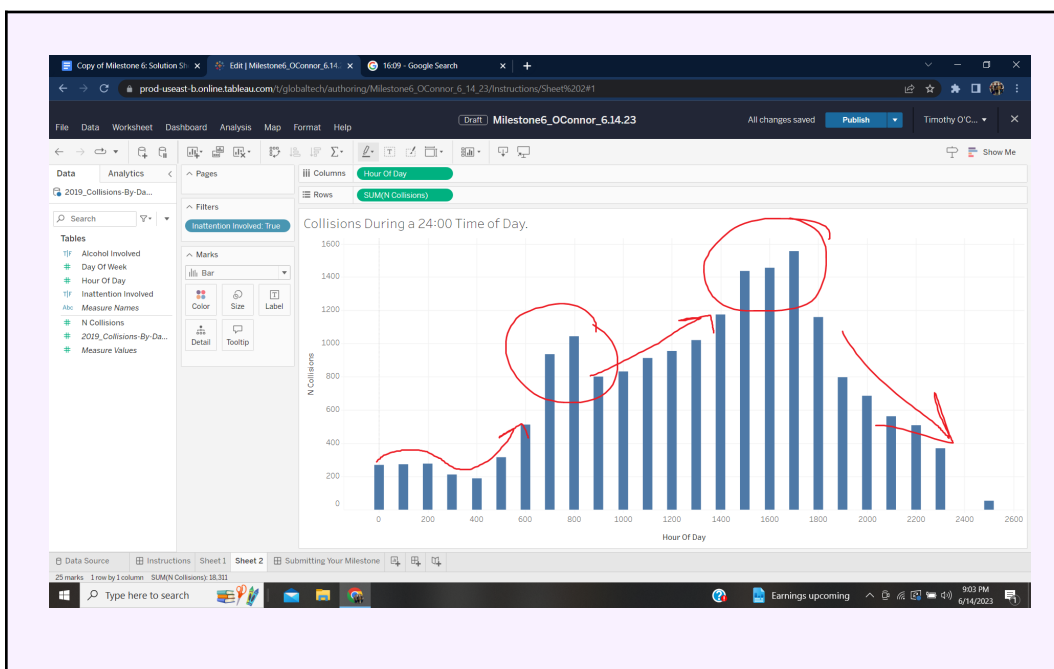 Copy of Milestone 6: Solution Sh
Edit | Milestone6_OConnor_6.14.
16:09 - Google Search
prod-useast-b.online.tableau.com/t/globaltech/authoring/Milestone6_OConnor_6_14_23/Instructions/Sheet%202#1
File Data Worksheet Dashboard Analysis Map Format Help
Draft Milestone6_OConnor_6.14.23
All changes saved
Publish
Timothy O'C...
Show Me
Data Analytics
2019_Collisions-By-Da...
Search
Tables
T|F Alcohol Involved
# Day Of Week
# Hour Of Day
T|F Inattention Involved
Abc Measure Names
# N Collisions
# 2019_Collisions-By-Da...
# Measure Values
Pages
Filters
Inattention Involved: True
Marks
Bar
Color Size Label
Detail Tooltip
Columns Hour Of Day
Rows SUM(N Collisions)
Collisions During a 24:00 Time of Day.
1600
1400
1200
1000
800
600
400
200
0
N Collisions
0 200 400 600 800 1000 1200 1400 1600 1800 2000 2200 2400 2600
Hour Of Day
Data Source Instructions Sheet 1 Sheet 2 Submitting Your Milestone
25 marks 1 row by 1 column SUM(N Collisions): 18,311
Type here to search
Earnings upcoming
9:03 PM
6/14/2023